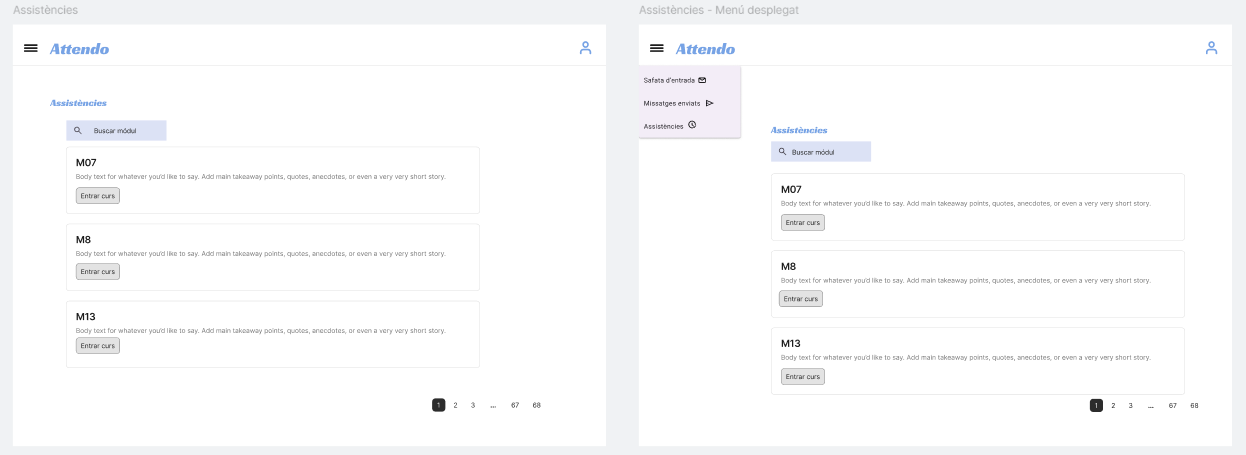 Assistències
Attendo
Assistències
Buscar módul
M07
Body text for whatever you'd like to say. Add main takeaway points, quotes, anecdotes, or even a very very short story.
Entrar curs
M8
Body text for whatever you'd like to say. Add main takeaway points, quotes, anecdotes, or even a very very short story.
Entrar curs
M13
Body text for whatever you'd like to say. Add main takeaway points, quotes, anecdotes, or even a very very short story.
Entrar curs
1 2 3 ... 67 68
Assistències - Menú desplegat
Attendo
Safata d'entrada
Missatges enviats
Assistències
Assistències
Buscar módul
M07
Body text for whatever you'd like to say. Add main takeaway points, quotes, anecdotes, or even a very very short story.
Entrar curs
M8
Body text for whatever you'd like to say. Add main takeaway points, quotes, anecdotes, or even a very very short story.
Entrar curs
M13
Body text for whatever you'd like to say. Add main takeaway points, quotes, anecdotes, or even a very very short story.
Entrar curs
1 2 3 ... 67 68